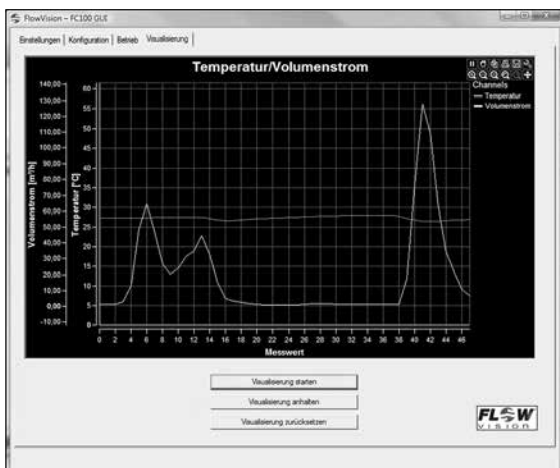 FlowVision – FC100 GUI
Einstellungen | Konfiguration | Betrieb | Visualisierung
Temperatur/Volumenstrom
Channels
Temperatur
Volumenstrom
Volumenstrom [m³/h]
140,00
130,00
120,00
110,00
100,00
90,00
80,00
70,00
60,00
50,00
40,00
30,00
20,00
10,00
0,00
-10,00
Temperatur [°C]
60
55
50
45
40
35
30
25
20
15
10
5
0
0 2 4 6 8 10 12 14 16 18 20 22 24 26 28 30 32 34 36 38 40 42 44 46
Messwert
Visualisierung starten
Visualisierung anhalten
Visualisierung zurücksetzen
FLOW
VISION